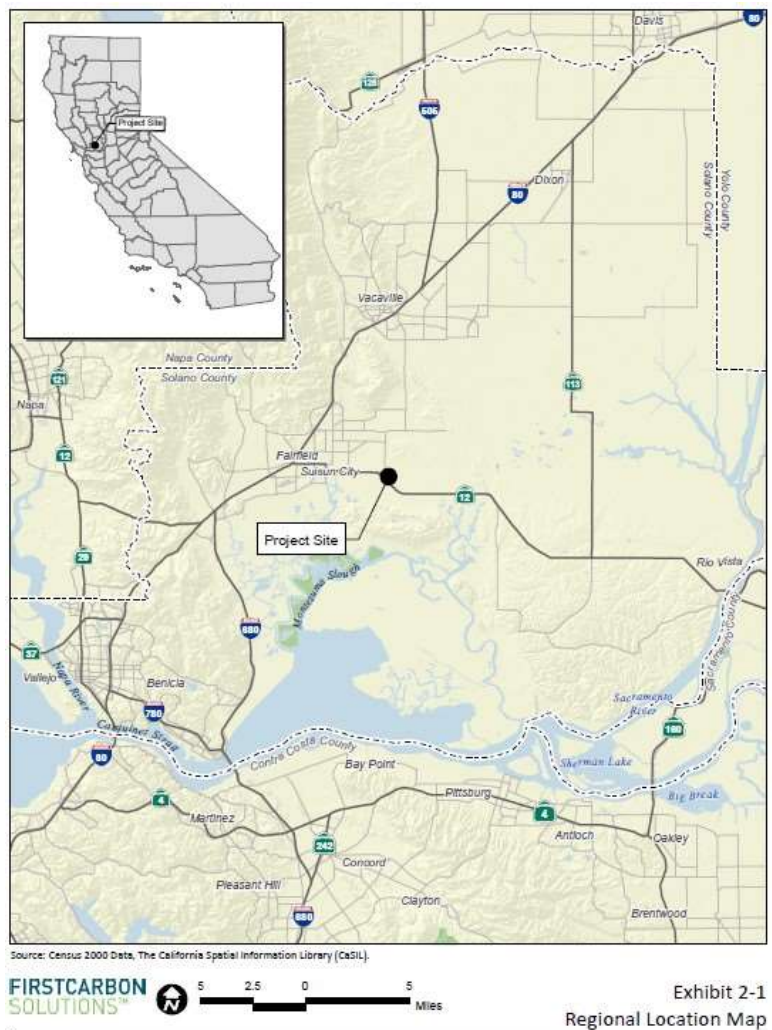 Davis
80
128
505
Project Site
Dixon
80
Solano County
Yolo County
Vacaville
Napa County
Solano County
121
Napa
113
12
Fairfield
Suisun City
12
Project Site
29
Rio Vista
Montezuma Slough
Sacramento County
680
37
Vallejo
Napa River
Benicia
780
Sacramento
River
160
Carquinez Strait
Contra Costa County
80
Bay Point
Sherman Lake
Pittsburg
Big Break
4
Martinez
4
Antioch
Oakley
242
Concord
Pleasant Hill
Clayton
680
Brentwood
Source: Census 2000 Data, The California Spatial Information Library (CaSIL).
FIRSTCARBON
SOLUTIONS™
N
5 2.5 0 5
Miles
Exhibit 2-1
Regional Location Map